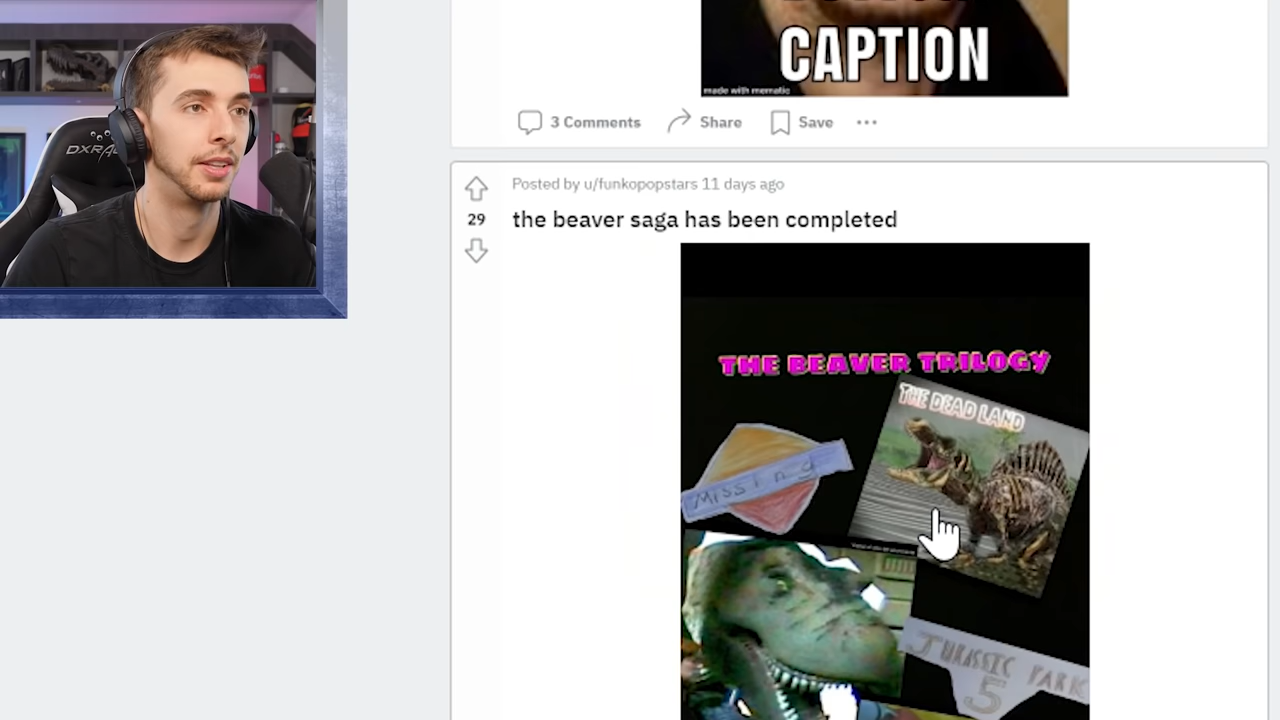 CAPTION
made with mematic
3 Comments
Share
Save
DXRA
Posted by u/funkopopstars 11 days ago
29
the beaver saga has been completed
THE BEAVER TRILOGY
THE DEAD LAND
Missing
JURASSIC PARK
5